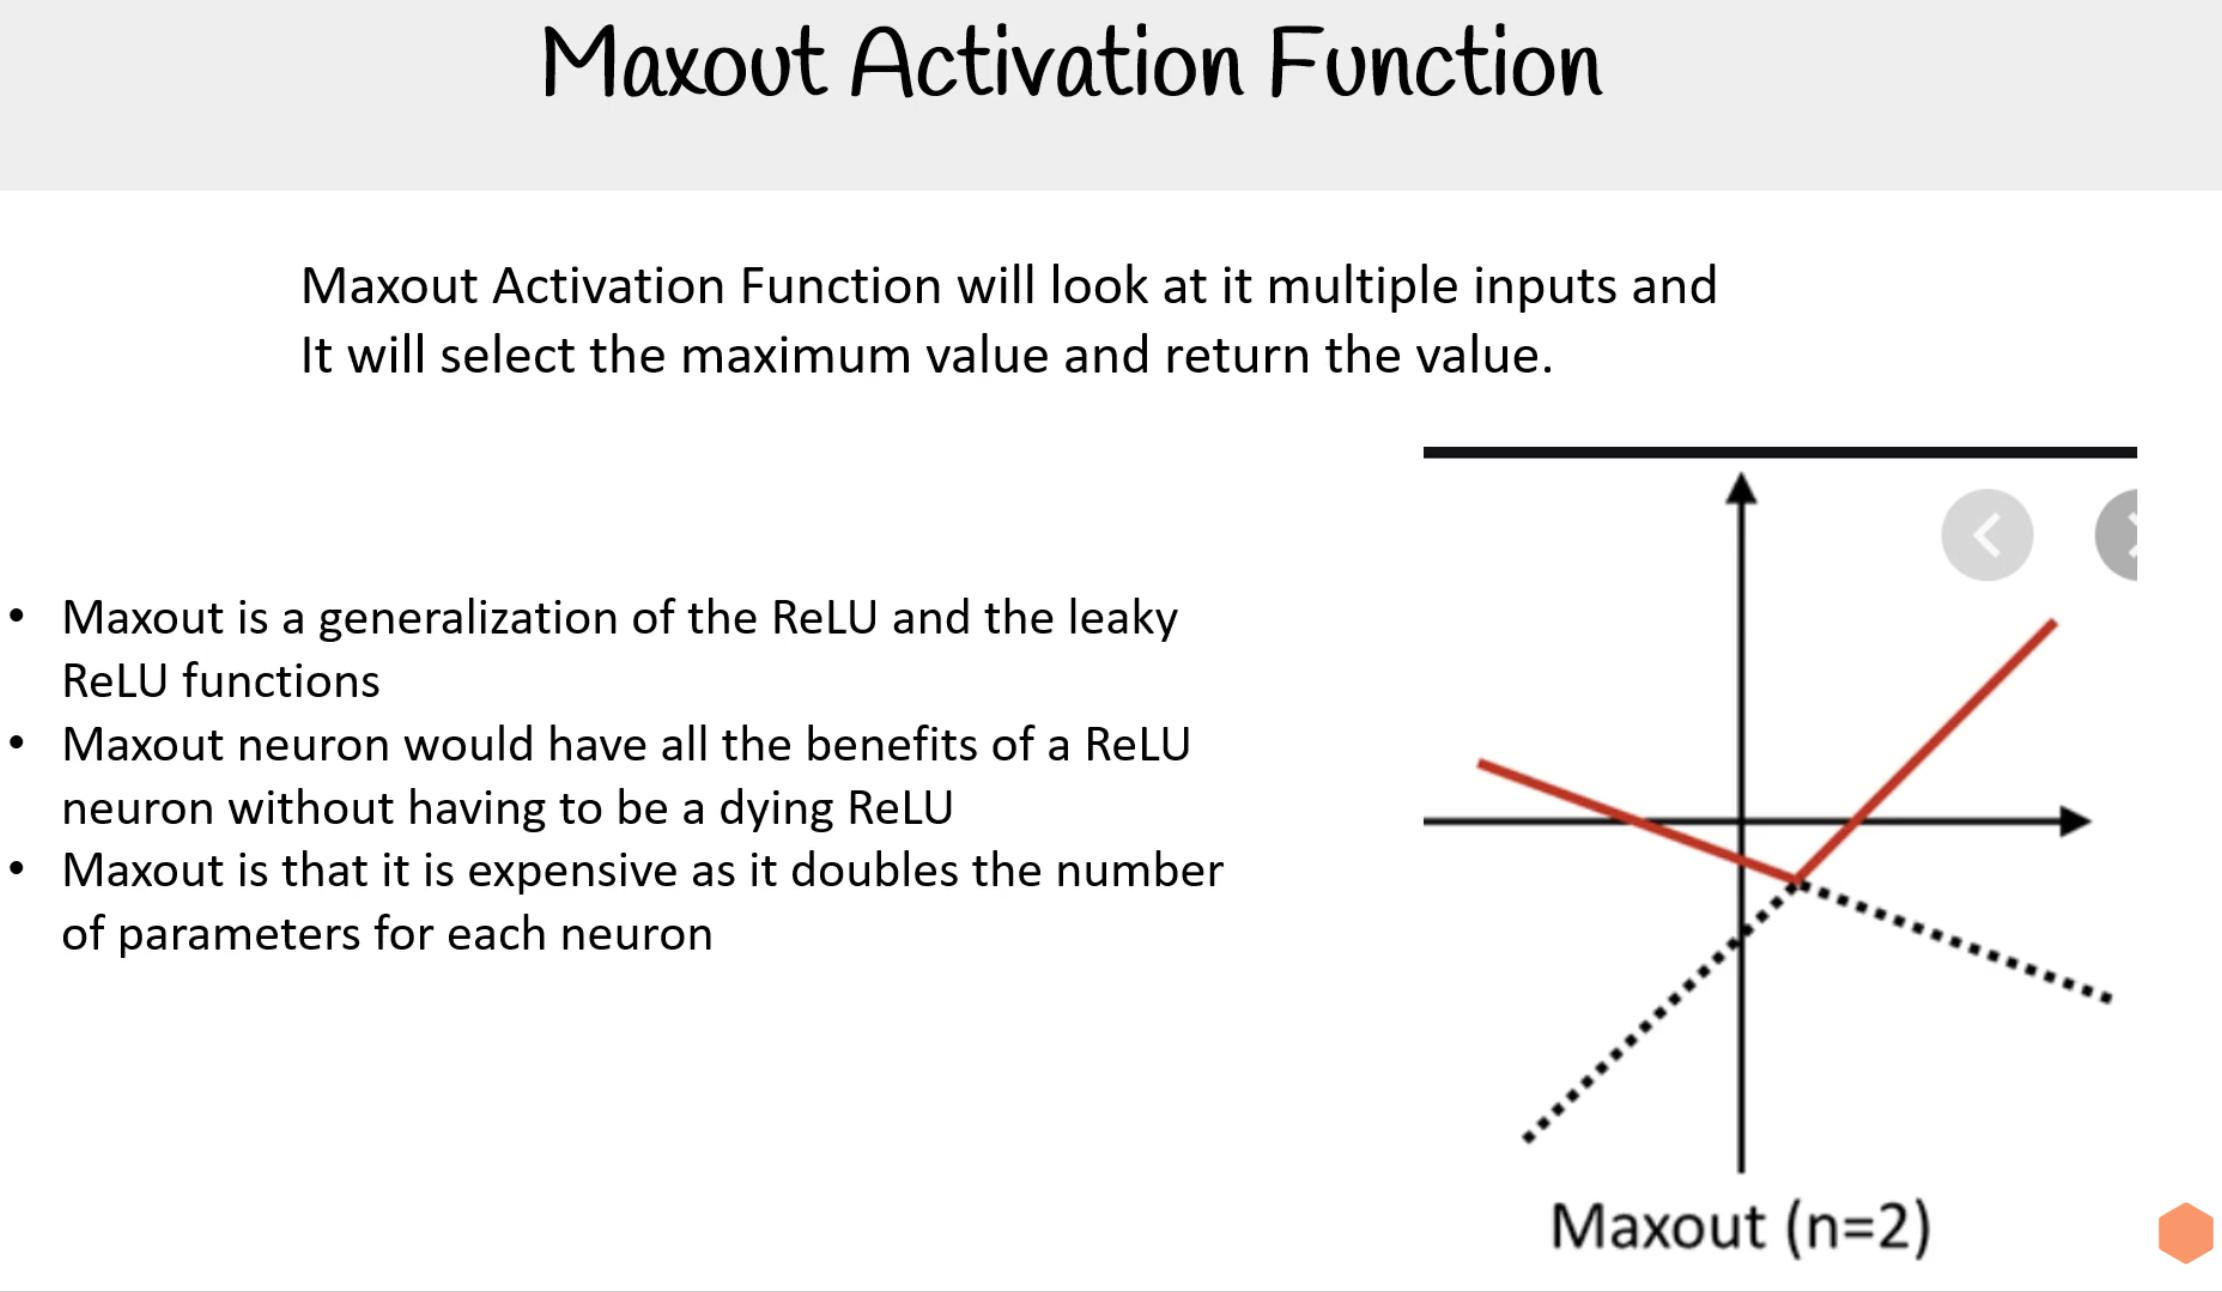 Maxout Activation Function
Maxout Activation Function will look at it multiple inputs and
It will select the maximum value and return the value.
• Maxout is a generalization of the ReLU and the leaky
ReLU functions
• Maxout neuron would have all the benefits of a ReLU
neuron without having to be a dying ReLU
• Maxout is that it is expensive as it doubles the number
of parameters for each neuron
Maxout (n=2)